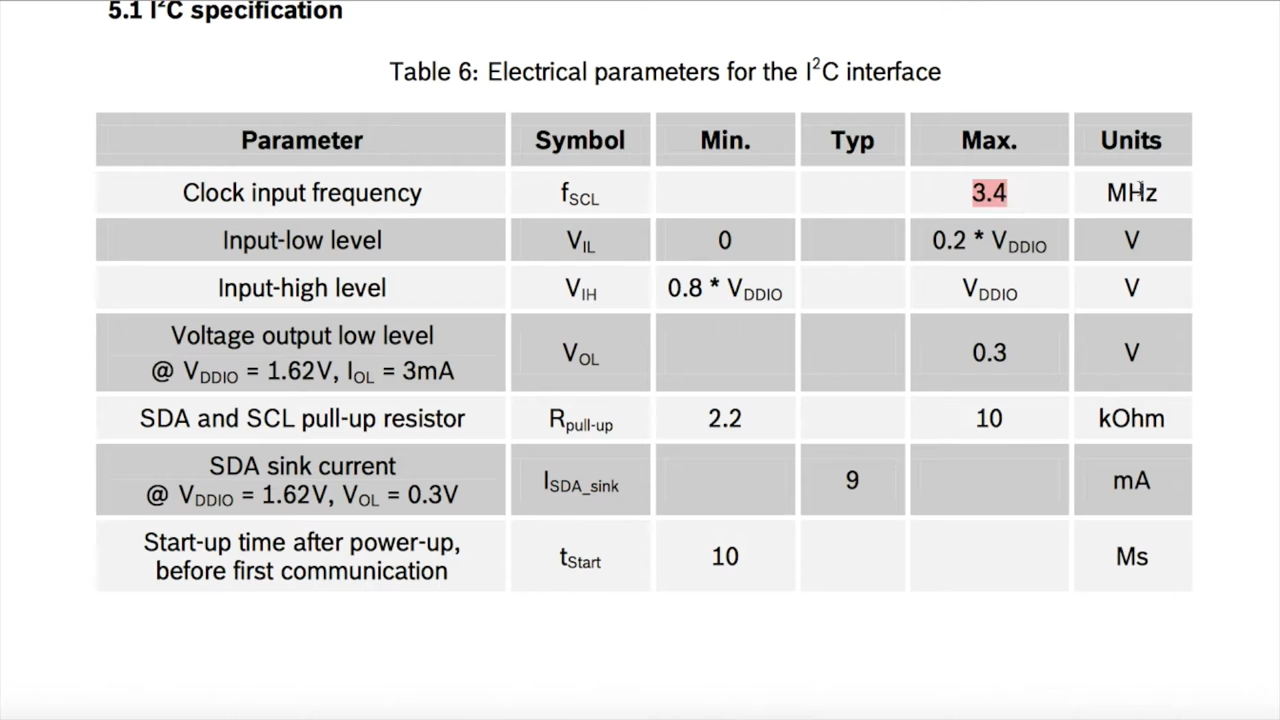 5.1 I²C specification
Table 6: Electrical parameters for the I²C interface
Parameter Symbol Min. Typ Max. Units
Clock input frequency fSCL 3.4 MHz
Input-low level VIL 0 0.2 * VDDIO V
Input-high level VIH 0.8 * VDDIO VDDIO V
Voltage output low level
@ VDDIO = 1.62V, IOL = 3mA VOL 0.3 V
SDA and SCL pull-up resistor Rpull-up 2.2 10 kOhm
SDA sink current
@ VDDIO = 1.62V, VOL = 0.3V ISDA_sink 9 mA
Start-up time after power-up,
before first communication tStart 10 Ms